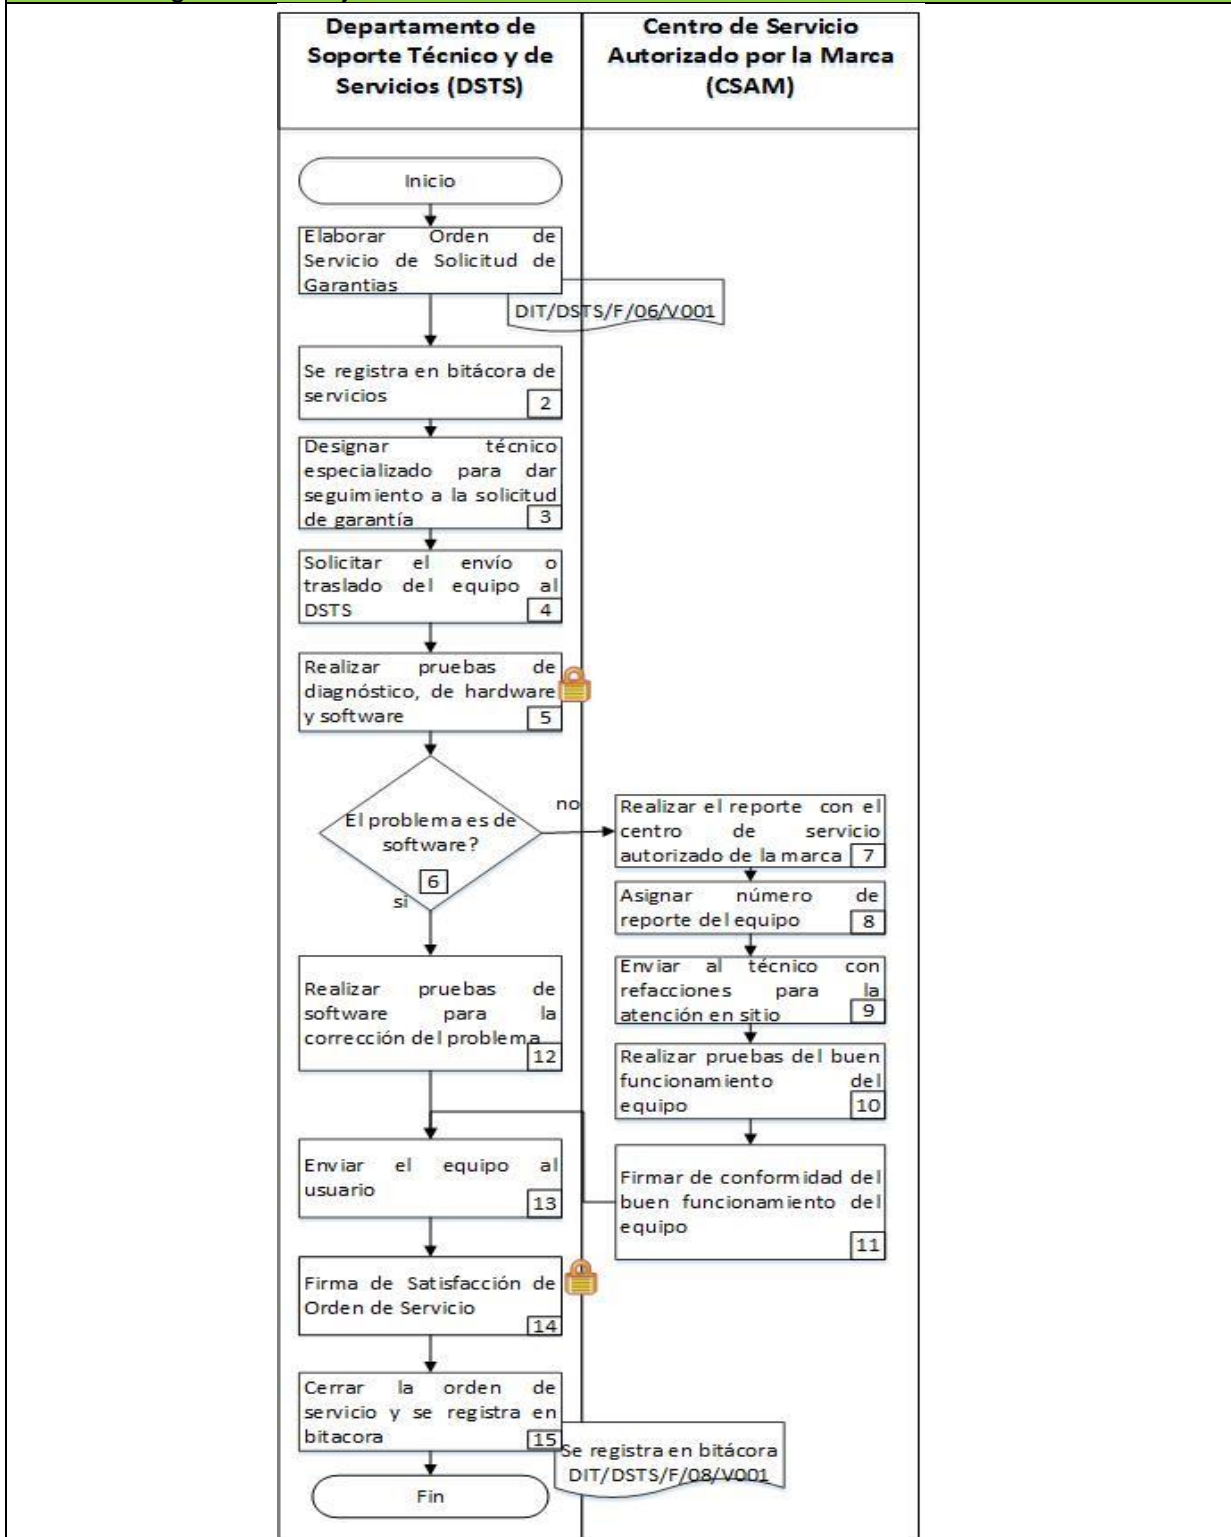 Departamento de
Soporte Técnico y de
Servicios (DSTS)
Centro de Servicio
Autorizado por la Marca
(CSAM)
Inicio
Elaborar Orden de
Servicio de Solicitud de
Garantias
DIT/DSTS/F/06/V001
Se registra en bitácora de
servicios
2
Designar técnico
especializado para dar
seguimiento a la solicitud
de garantía
3
Solicitar el envío o
traslado del equipo al
DSTS
4
Realizar pruebas de
diagnóstico, de hardware
y software
5
El problema es de
software?
6
no
si
Realizar el reporte con el
centro de servicio
autorizado de la marca
7
Asignar número de
reporte del equipo
8
Enviar al técnico con
refacciones para la
atención en sitio
9
Realizar pruebas del buen
funcionamiento del
equipo
10
Firmar de conformidad del
buen funcionamiento del
equipo
11
Realizar pruebas de
software para la
corrección del problema
12
Enviar el equipo al
usuario
13
Firma de Satisfacción de
Orden de Servicio
14
Cerrar la orden de
servicio y se registra en
bitacora
15
Se registra en bitácora
DIT/DSTS/F/08/V001
Fin